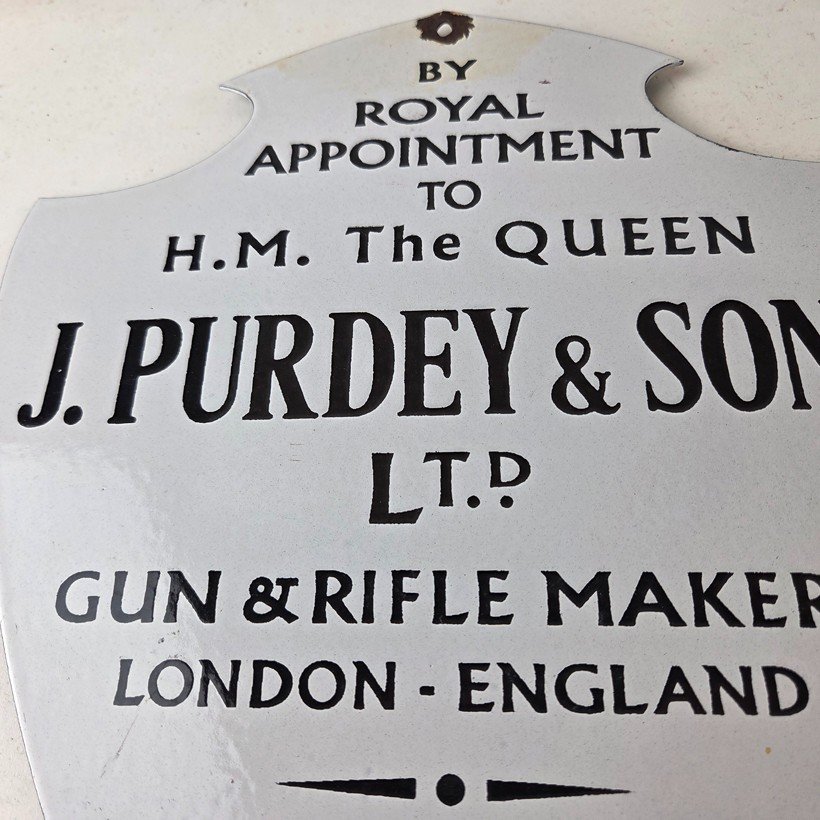 BY
ROYAL
APPOINTMENT
TO
H.M. The QUEEN
J. PURDEY & SON
LT.D.
GUN & RIFLE MAKER
LONDON - ENGLAND